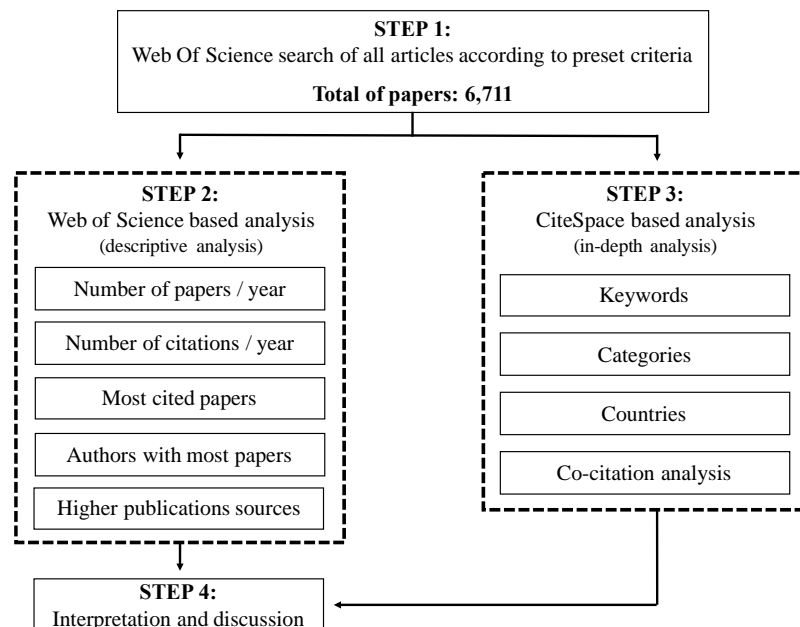 STEP 1:
Web Of Science search of all articles according to preset criteria
Total of papers: 6,711
STEP 2:
Web of Science based analysis
(descriptive analysis)
Number of papers / year
Number of citations / year
Most cited papers
Authors with most papers
Higher publications sources
STEP 3:
CiteSpace based analysis
(in-depth analysis)
Keywords
Categories
Countries
Co-citation analysis
STEP 4:
Interpretation and discussion